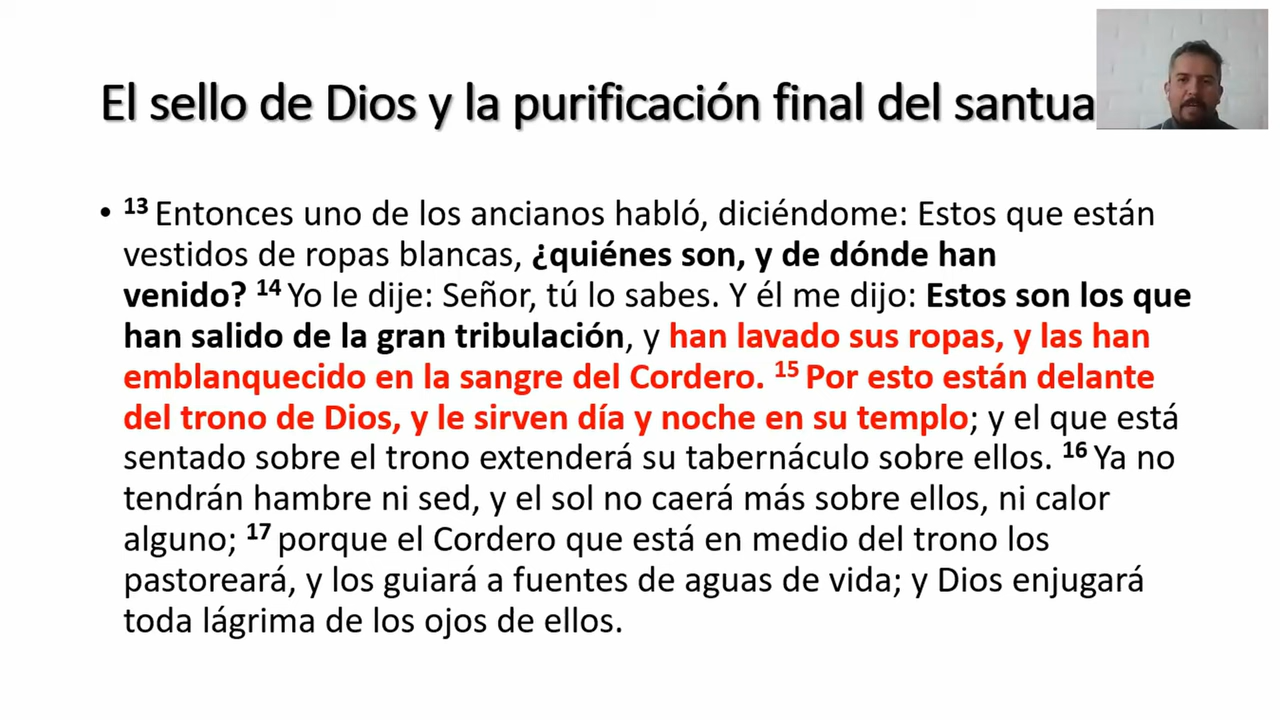 El sello de Dios y la purificación final del santua
• ¹³ Entonces uno de los ancianos habló, diciéndome: Estos que están
vestidos de ropas blancas, ¿quiénes son, y de dónde han
venido? ¹⁴ Yo le dije: Señor, tú lo sabes. Y él me dijo: Estos son los que
han salido de la gran tribulación, y han lavado sus ropas, y las han
emblanquecido en la sangre del Cordero. ¹⁵ Por esto están delante
del trono de Dios, y le sirven día y noche en su templo; y el que está
sentado sobre el trono extenderá su tabernáculo sobre ellos. ¹⁶ Ya no
tendrán hambre ni sed, y el sol no caerá más sobre ellos, ni calor
alguno; ¹⁷ porque el Cordero que está en medio del trono los
pastoreará, y los guiará a fuentes de aguas de vida; y Dios enjugará
toda lágrima de los ojos de ellos.